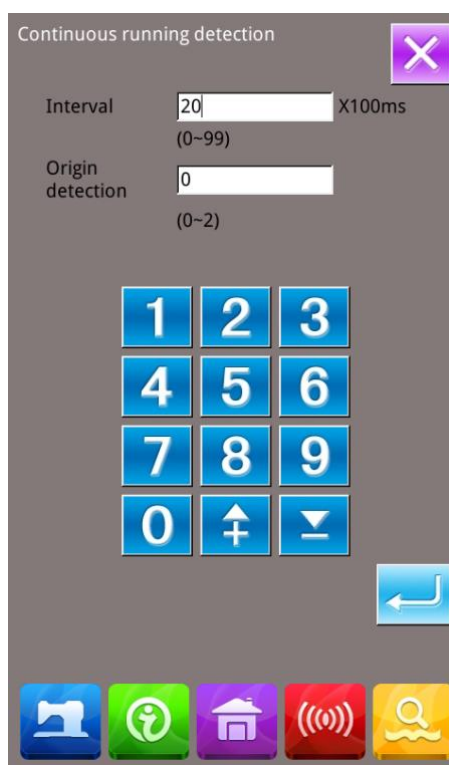 Continuous running detection
Interval 20 X100ms
(0~99)
Origin
detection 0
(0~2)
1 2 3
4 5 6
7 8 9
0